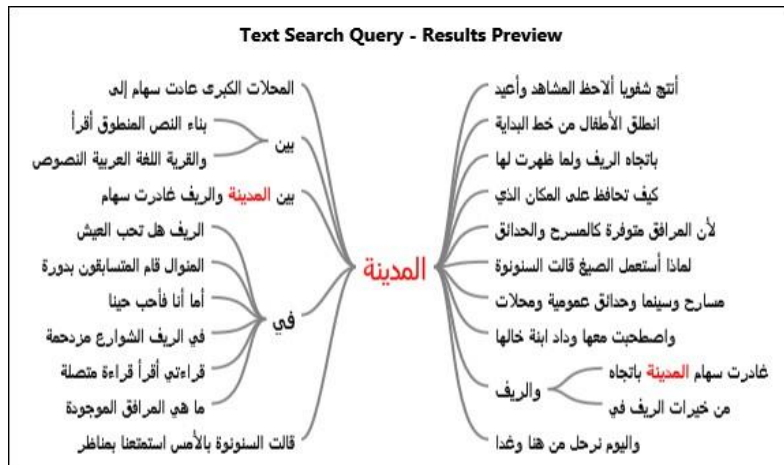 Text Search Query - Results Preview
أنتج شفويا ألاحظ المشاهد وأعيد
انطلق الأطفال من خط البداية
باتجاه الريف ولما ظهرت لها
كيف تحافظ على المكان الذي
لأن المرافق متوفرة كالمسرح والحدائق
لماذا أستعمل الصيغ قالت السنونوة
مسارح وسينما وحدائق عمومية ومحلات
واصطحبت معها وداد ابنة خالها
والريف
غادرت سهام المدينة باتجاه
من خيرات الريف في
واليوم نرحل من هنا وغدا
المدينة
المحلات الكبرى عادت سهام إلى
بين
بناء النص المنطوق أقرأ
والقرية اللغة العربية النصوص
بين المدينة والريف غادرت سهام
في
الريف هل تحب العيش
المنوال قام المتسابقون بدورة
أما أنا فأحب حينا
في الريف الشوارع مزدحمة
قراءتي أقرأ قراءة متصلة
ما هي المرافق الموجودة
قالت السنونوة بالأمس استمتعنا بمناظر